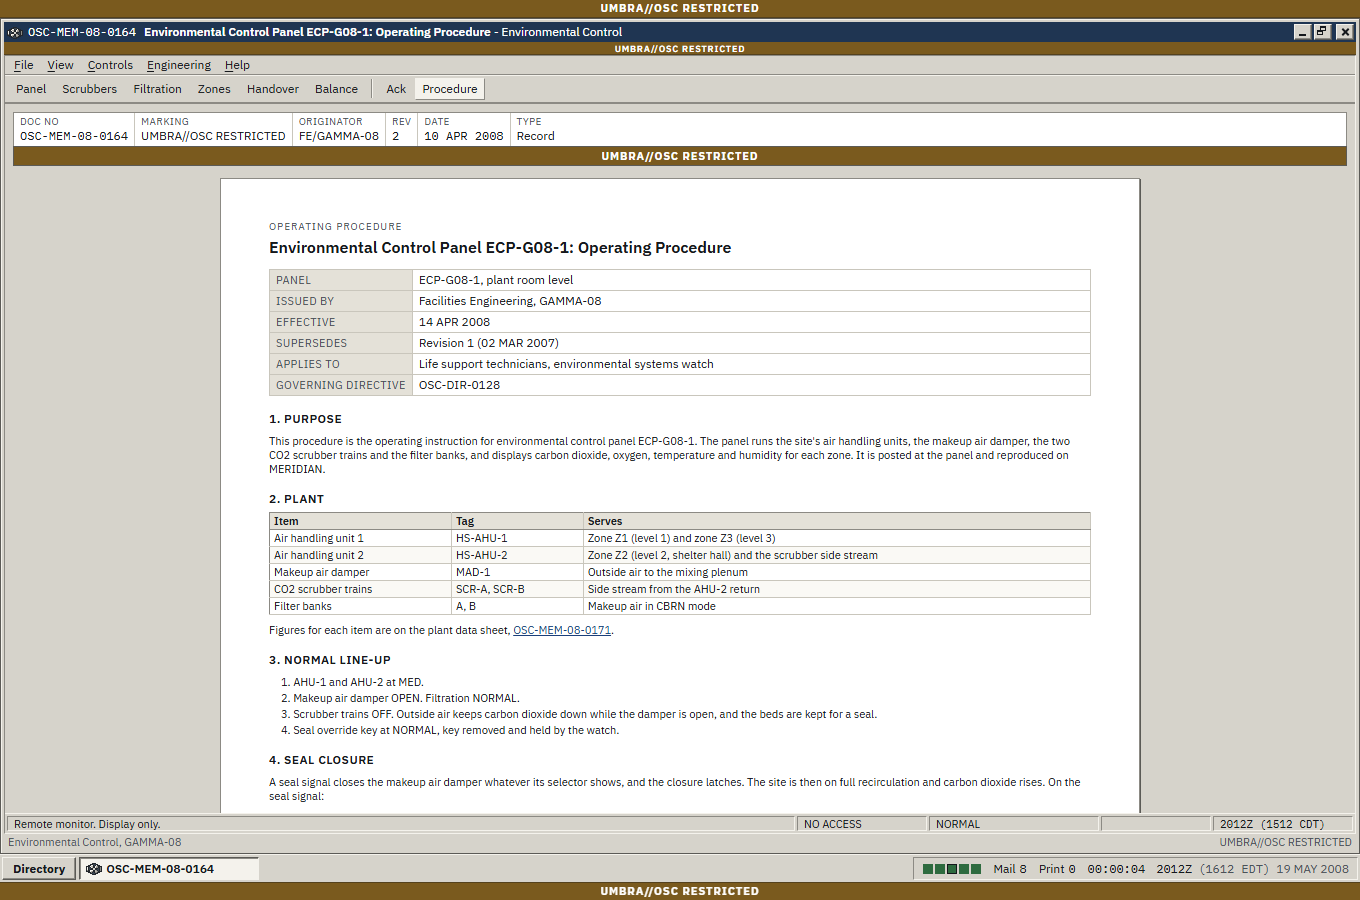 UMBRA//OSC RESTRICTED
OSC-MEM-08-0164 Environmental Control Panel ECP-G08-1: Operating Procedure - Environmental Control
UMBRA//OSC RESTRICTED
File View Controls Engineering Help
Panel Scrubbers Filtration Zones Handover Balance Ack Procedure
DOC NO MARKING ORIGINATOR REV DATE TYPE
OSC-MEM-08-0164 UMBRA//OSC RESTRICTED FE/GAMMA-08 2 10 APR 2008 Record
UMBRA//OSC RESTRICTED
OPERATING PROCEDURE
Environmental Control Panel ECP-G08-1: Operating Procedure
PANEL ECP-G08-1, plant room level
ISSUED BY Facilities Engineering, GAMMA-08
EFFECTIVE 14 APR 2008
SUPERSEDES Revision 1 (02 MAR 2007)
APPLIES TO Life support technicians, environmental systems watch
GOVERNING DIRECTIVE OSC-DIR-0128
1. PURPOSE
This procedure is the operating instruction for environmental control panel ECP-G08-1. The panel runs the site's air handling units, the makeup air damper, the two
CO2 scrubber trains and the filter banks, and displays carbon dioxide, oxygen, temperature and humidity for each zone. It is posted at the panel and reproduced on
MERIDIAN.
2. PLANT
Item Tag Serves
Air handling unit 1 HS-AHU-1 Zone Z1 (level 1) and zone Z3 (level 3)
Air handling unit 2 HS-AHU-2 Zone Z2 (level 2, shelter hall) and the scrubber side stream
Makeup air damper MAD-1 Outside air to the mixing plenum
CO2 scrubber trains SCR-A, SCR-B Side stream from the AHU-2 return
Filter banks A, B Makeup air in CBRN mode
Figures for each item are on the plant data sheet, OSC-MEM-08-0171.
3. NORMAL LINE-UP
1. AHU-1 and AHU-2 at MED.
2. Makeup air damper OPEN. Filtration NORMAL.
3. Scrubber trains OFF. Outside air keeps carbon dioxide down while the damper is open, and the beds are kept for a seal.
4. Seal override key at NORMAL, key removed and held by the watch.
4. SEAL CLOSURE
A seal signal closes the makeup air damper whatever its selector shows, and the closure latches. The site is then on full recirculation and carbon dioxide rises. On the
seal signal:
Remote monitor. Display only. NO ACCESS NORMAL 2012Z (1512 CDT)
Environmental Control, GAMMA-08 UMBRA//OSC RESTRICTED
Directory OSC-MEM-08-0164 Mail 8 Print 0 00:00:04 2012Z (1612 EDT) 19 MAY 2008
UMBRA//OSC RESTRICTED